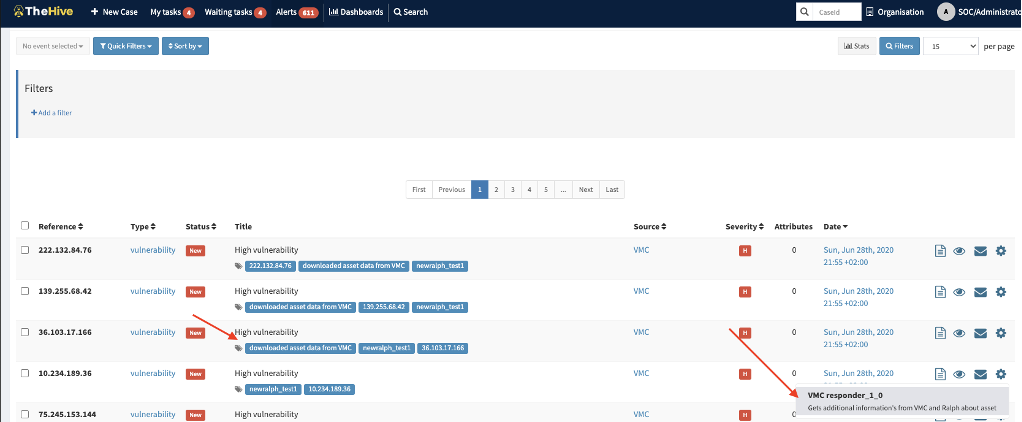 TheHive + New Case My tasks 4 Waiting tasks 4 Alerts 611 Dashboards Search CaseId Organisation A SOC/Administrato
No event selected Quick Filters Sort by Stats Filters 15 per page
Filters
+ Add a filter
First Previous 1 2 3 4 5 ... Next Last
Reference Type Status Title Source Severity Attributes Date
222.132.84.76 vulnerability New High vulnerability VMC H 0 Sun, Jun 28th, 2020
222.132.84.76 downloaded asset data from VMC newralph_test1 21:55 +02:00
139.255.68.42 vulnerability New High vulnerability VMC H 0 Sun, Jun 28th, 2020
downloaded asset data from VMC 139.255.68.42 newralph_test1 21:55 +02:00
36.103.17.166 vulnerability New High vulnerability VMC H 0 Sun, Jun 28th, 2020
downloaded asset data from VMC newralph_test1 36.103.17.166 21:55 +02:00
10.234.189.36 vulnerability New High vulnerability VMC H 0 Sun, Jun 28th, 2020
newralph_test1 10.234.189.36
VMC responder_1_0
Gets additional information's from VMC and Ralph about asset
75.245.153.144 vulnerability New High vulnerability VMC H